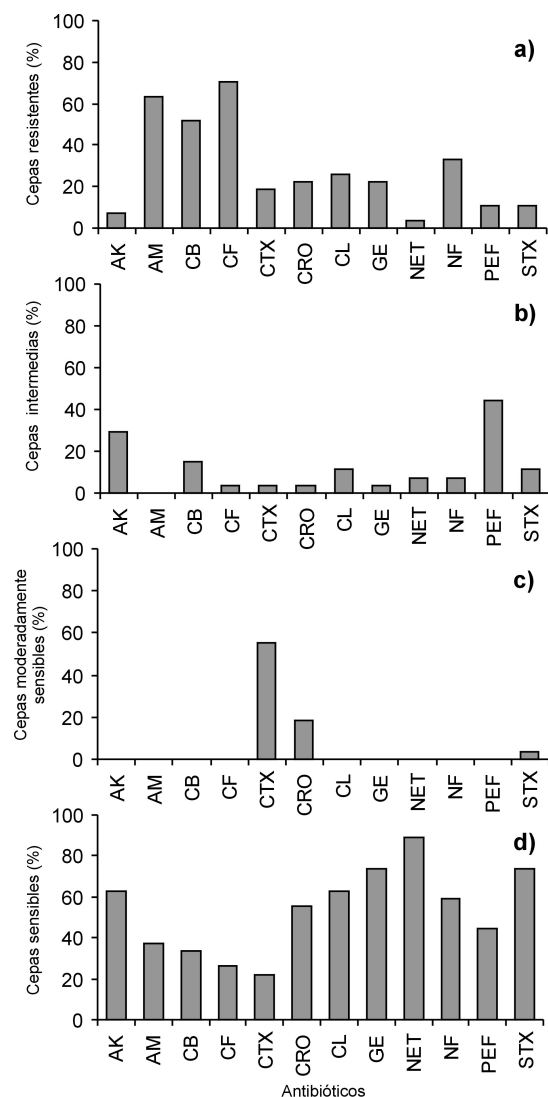 a)
Cepas resistentes (%)
100
80
60
40
20
0
AK AM CB CF CTX CRO CL GE NET NF PEF STX
b)
Cepas intermedias (%)
100
80
60
40
20
0
AK AM CB CF CTX CRO CL GE NET NF PEF STX
c)
Cepas moderadamente
sensibles (%)
100
80
60
40
20
0
AK AM CB CF CTX CRO CL GE NET NF PEF STX
d)
Cepas sensibles (%)
100
80
60
40
20
0
AK AM CB CF CTX CRO CL GE NET NF PEF STX
Antibióticos